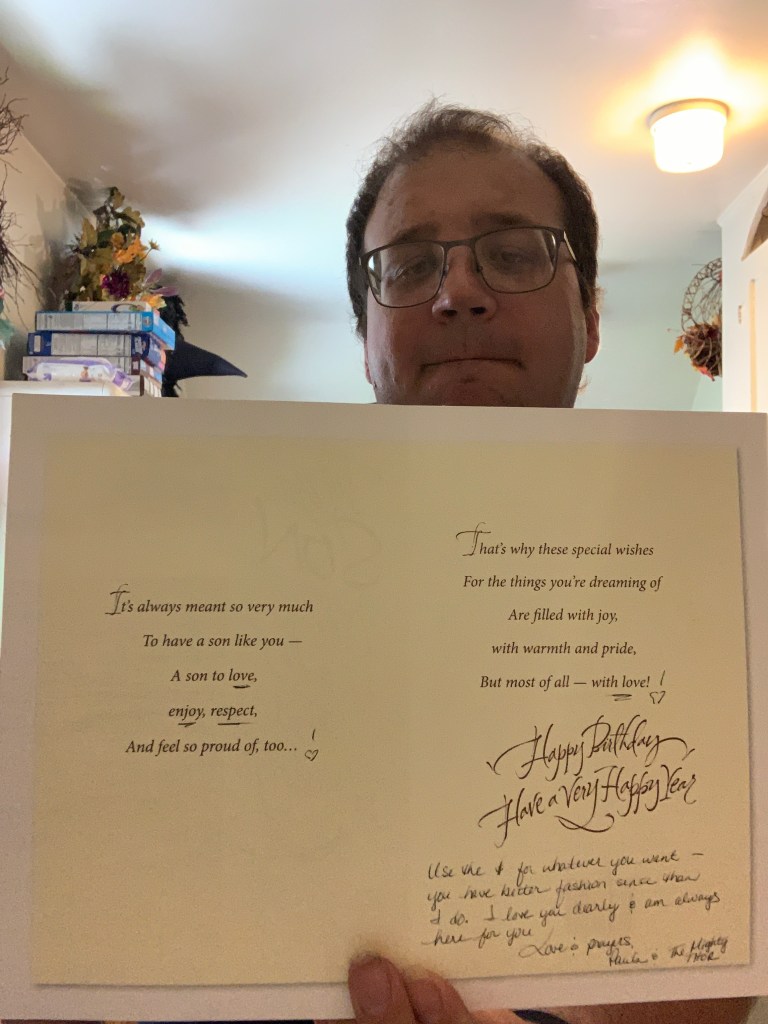 It's always meant so very much
To have a son like you —
A son to love,
enjoy, respect,
And feel so proud of, too...
That's why these special wishes
For the things you're dreaming of
Are filled with joy,
with warmth and pride,
But most of all — with love!
Happy Birthday
Have a Very Happy Year
Use the $ for whatever you want —
you have better fashion sense than
I do. I love you dearly & am always
here for you
Love & prayers,
Paula & The Mighty
THOR